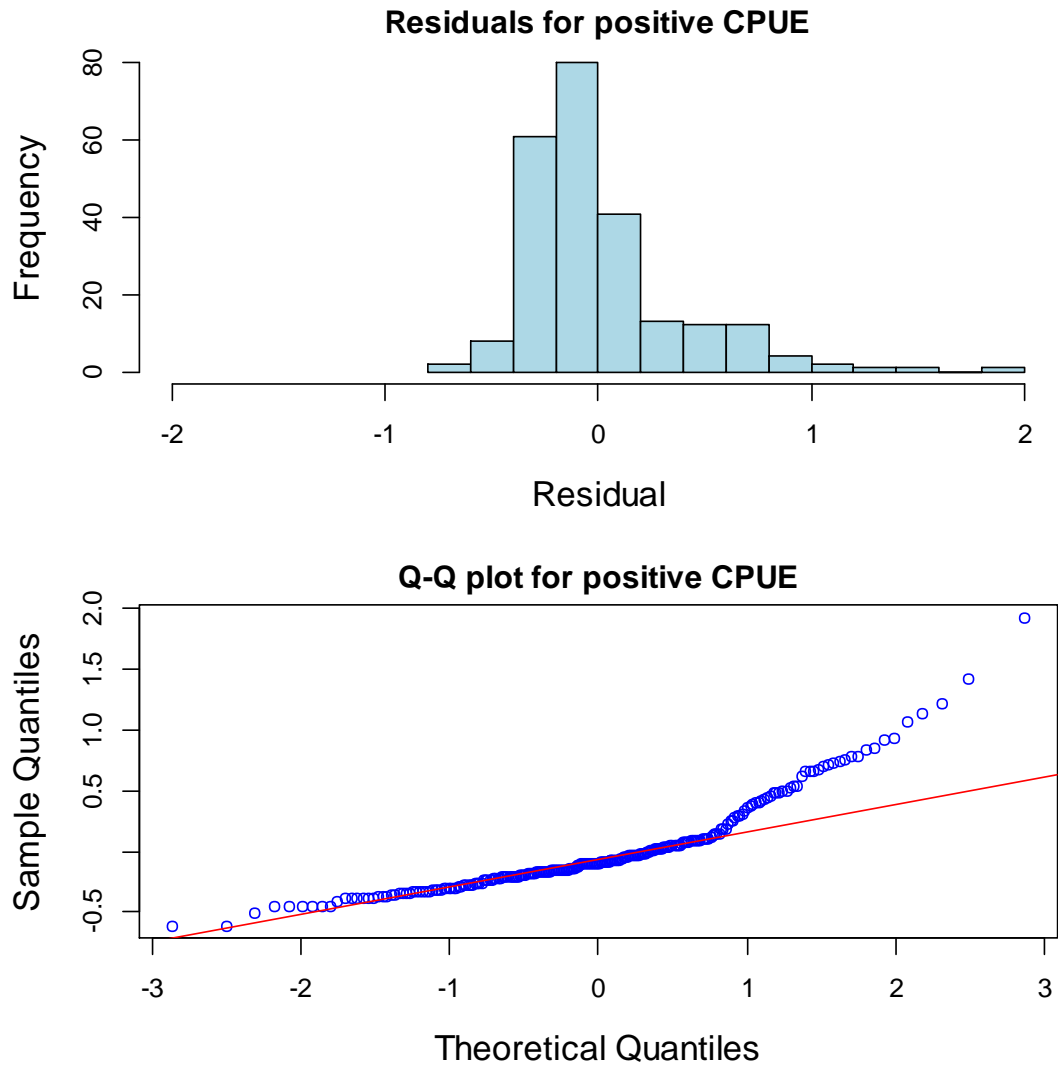 Residuals for positive CPUE
Frequency
0 20 40 60 80
-2 -1 0 1 2
Residual
Q-Q plot for positive CPUE
Sample Quantiles
-0.5 0.5 1.0 1.5 2.0
-3 -2 -1 0 1 2 3
Theoretical Quantiles